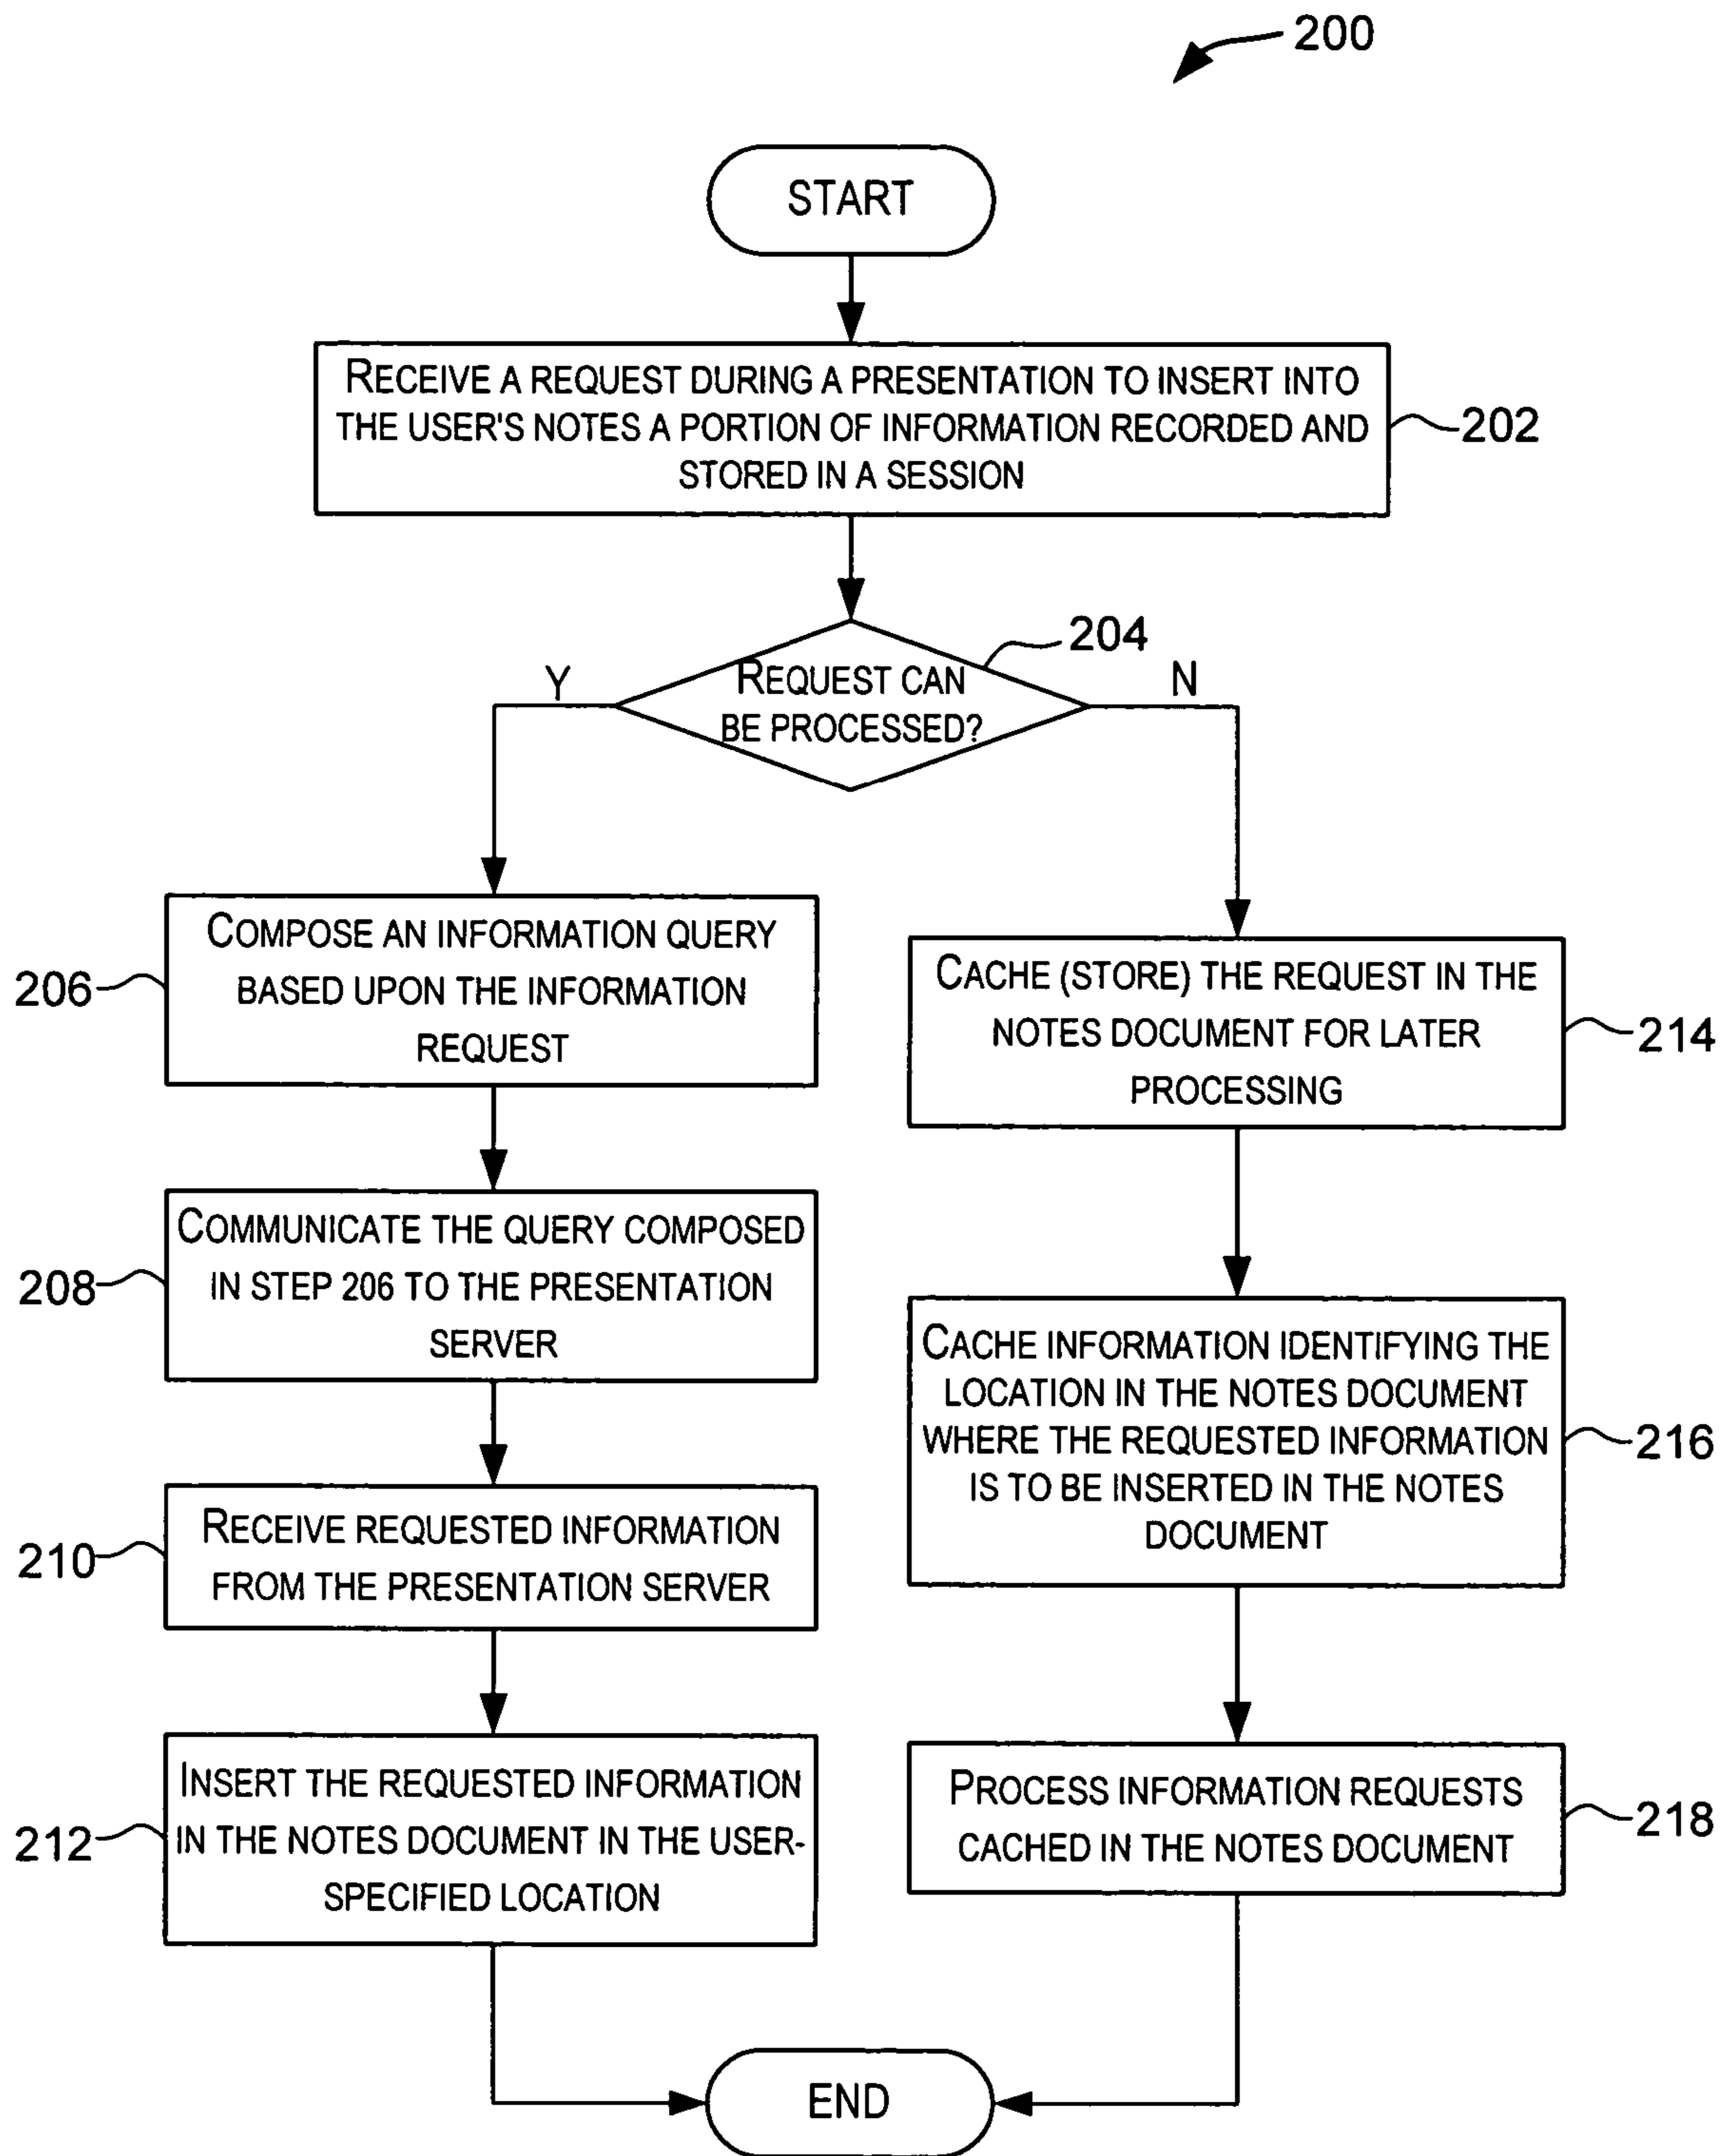 200
START
RECEIVE A REQUEST DURING A PRESENTATION TO INSERT INTO
THE USER'S NOTES A PORTION OF INFORMATION RECORDED AND
STORED IN A SESSION
202
204
Y
REQUEST CAN
BE PROCESSED?
N
COMPOSE AN INFORMATION QUERY
BASED UPON THE INFORMATION
REQUEST
206
CACHE (STORE) THE REQUEST IN THE
NOTES DOCUMENT FOR LATER
PROCESSING
214
COMMUNICATE THE QUERY COMPOSED
IN STEP 206 TO THE PRESENTATION
SERVER
208
CACHE INFORMATION IDENTIFYING THE
LOCATION IN THE NOTES DOCUMENT
WHERE THE REQUESTED INFORMATION
IS TO BE INSERTED IN THE NOTES
DOCUMENT
216
RECEIVE REQUESTED INFORMATION
FROM THE PRESENTATION SERVER
210
INSERT THE REQUESTED INFORMATION
IN THE NOTES DOCUMENT IN THE USER-
SPECIFIED LOCATION
212
PROCESS INFORMATION REQUESTS
CACHED IN THE NOTES DOCUMENT
218
END